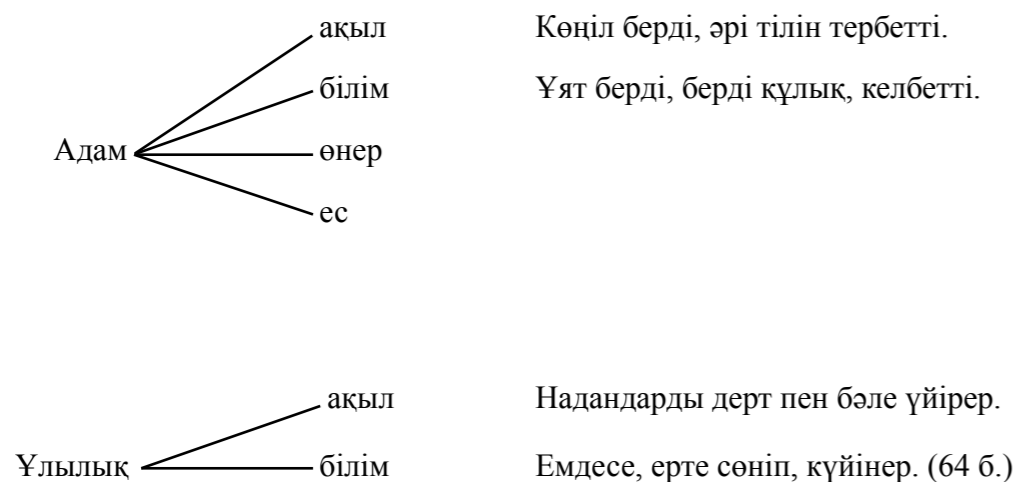 ақыл Көңіл берді, әрі тілін тербетті.
білім Ұят берді, берді құлық, келбетті.
Адам өнер
ес
ақыл Надандарды дерт пен бәле үйірер.
Ұлылық білім Емдесе, ерте сөніп, күйінер. (64 б.)